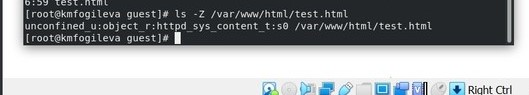 6:59 test.html
[root@kmfogileva guest]# ls -Z /var/www/html/test.html
unconfined_u:object_r:httpd_sys_content_t:s0 /var/www/html/test.html
[root@kmfogileva guest]#
Right Ctrl